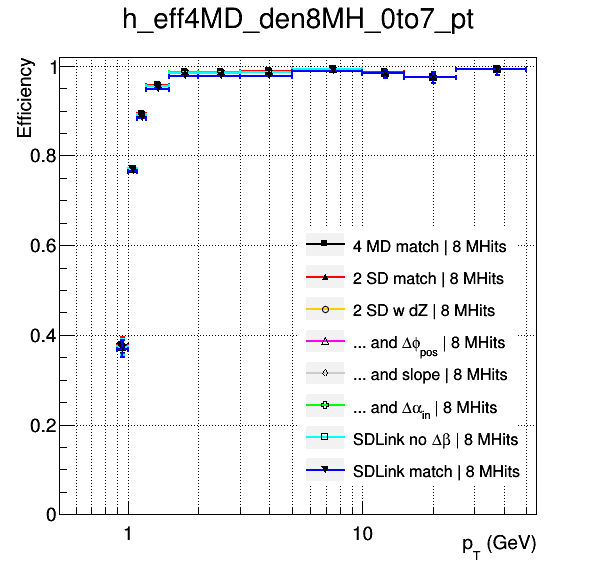 h_eff4MD_den8MH_0to7_pt
Efficiency
1
0.8
0.6
0.4
0.2
0
4 MD match | 8 MHits
2 SD match | 8 MHits
2 SD w dZ | 8 MHits
... and Δϕpos | 8 MHits
... and slope | 8 MHits
... and Δαin | 8 MHits
SDLink no Δβ | 8 MHits
SDLink match | 8 MHits
1 10
pT (GeV)